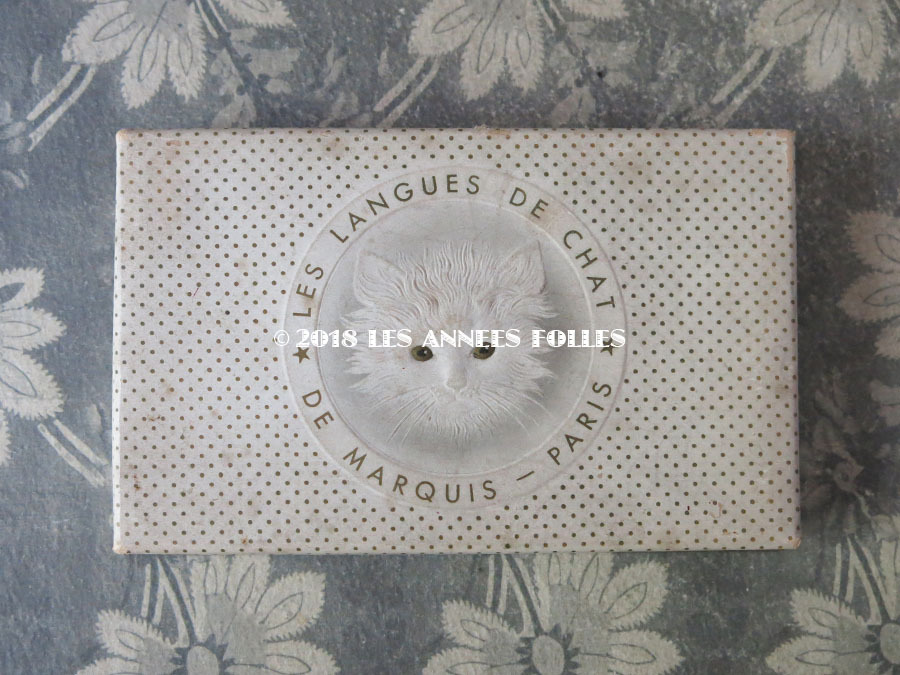 ★ LES LANGUES DE CHAT ★
© 2018 LES ANNEES FOLLES
DE MARQUIS – PARIS